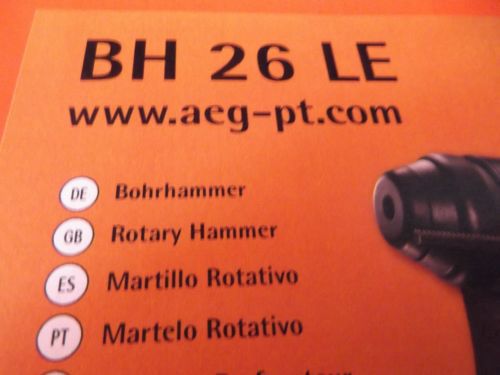 BH 26 LE
www.aeg-pt.com
DE Bohrhammer
GB Rotary Hammer
ES Martillo Rotativo
PT Martelo Rotativo